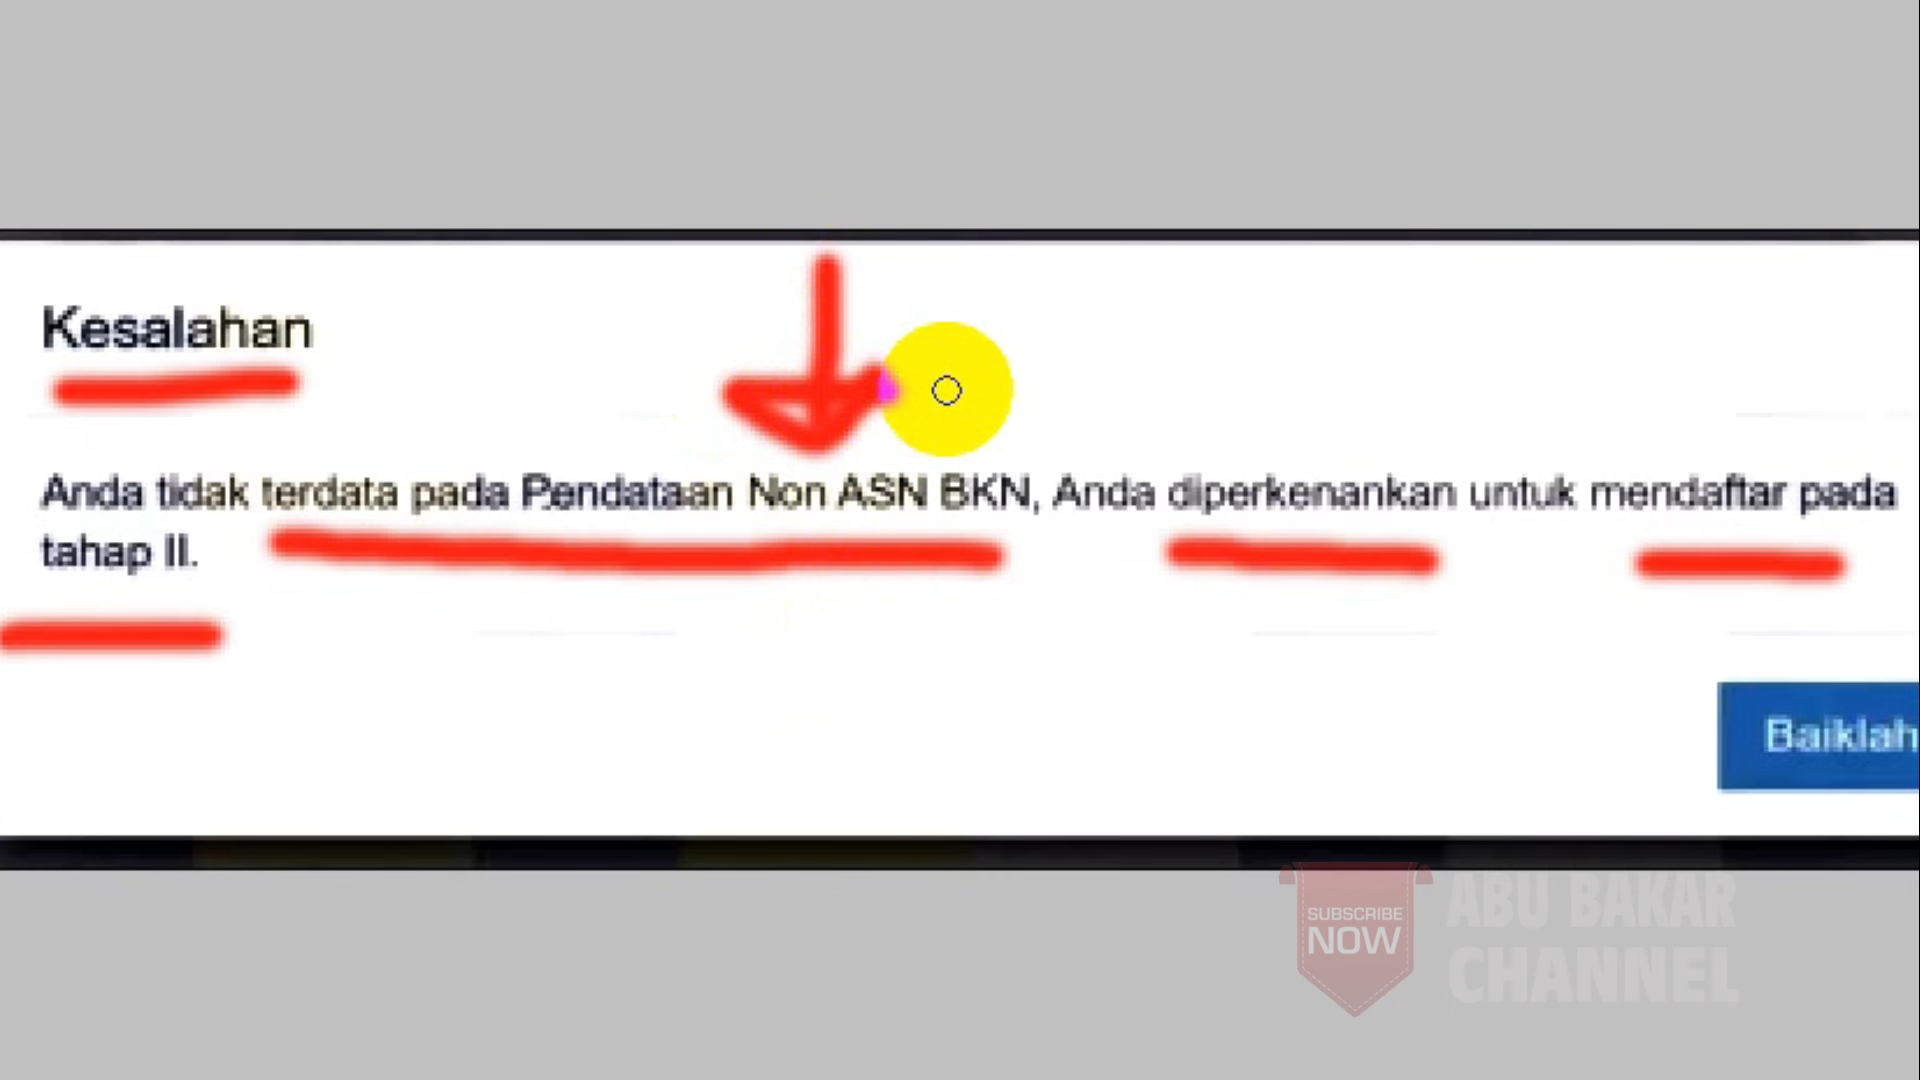 Kesalahan
Anda tidak terdata pada Pendataan Non ASN BKN, Anda diperkenankan untuk mendaftar pada
tahap II.
Baiklah
SUBSCRIBE
NOW
ABU BAKAR
CHANNEL